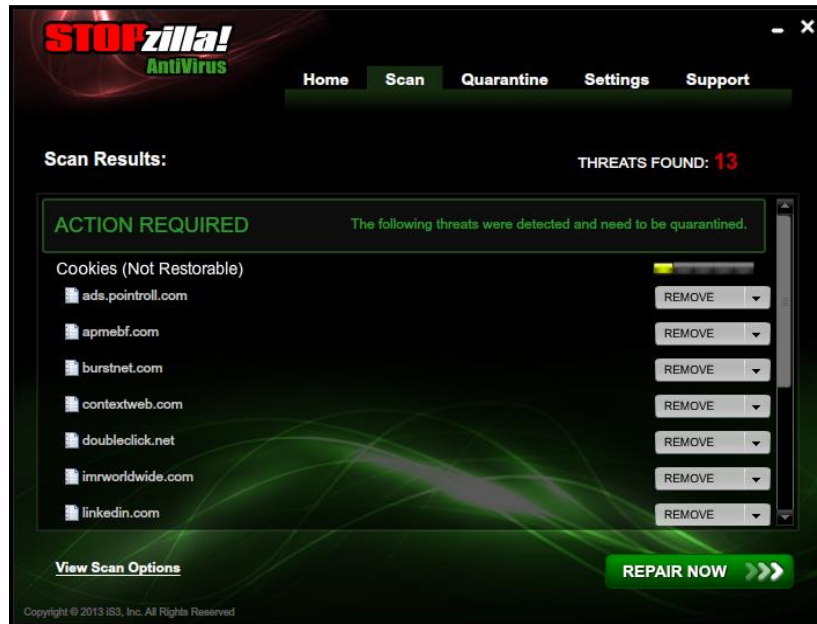 STOPzilla!
AntiVirus
Home Scan Quarantine Settings Support
Scan Results: THREATS FOUND: 13
ACTION REQUIRED The following threats were detected and need to be quarantined.
Cookies (Not Restorable)
ads.pointroll.com REMOVE
apmebf.com REMOVE
burstnet.com REMOVE
contextweb.com REMOVE
doubleclick.net REMOVE
imrworldwide.com REMOVE
linkedin.com REMOVE
View Scan Options REPAIR NOW
Copyright © 2013 iS3, Inc. All Rights Reserved